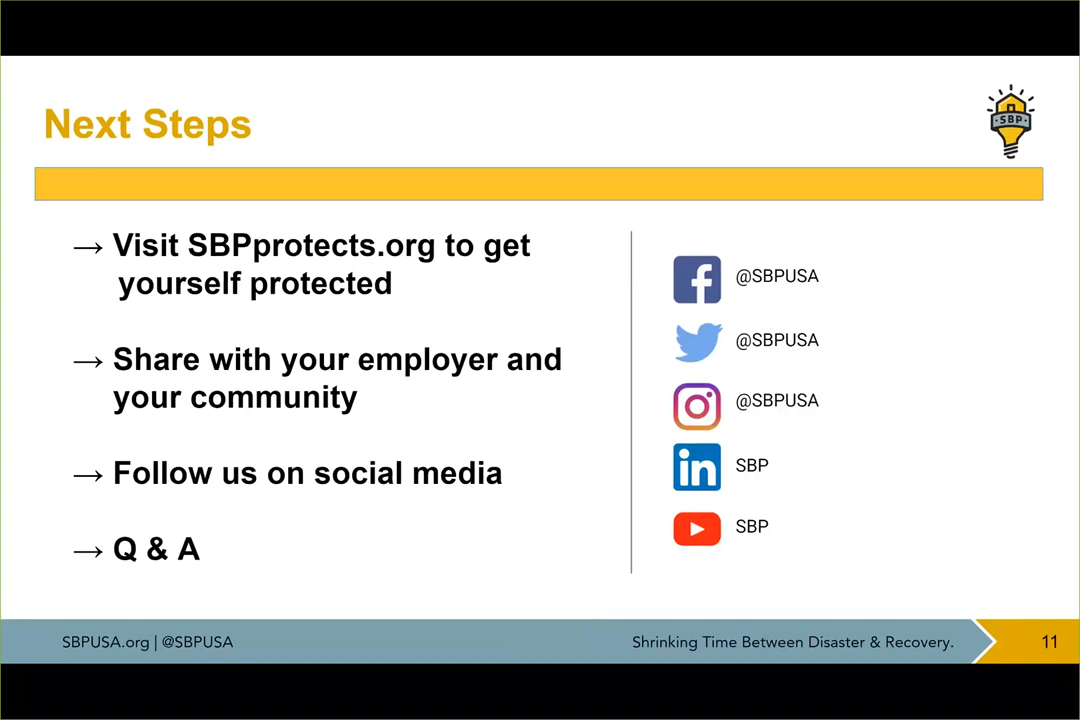 Next Steps
SBP
→ Visit SBPprotects.org to get
yourself protected
→ Share with your employer and
your community
→ Follow us on social media
→ Q & A
@SBPUSA
@SBPUSA
@SBPUSA
SBP
SBP
SBPUSA.org | @SBPUSA
Shrinking Time Between Disaster & Recovery.
11